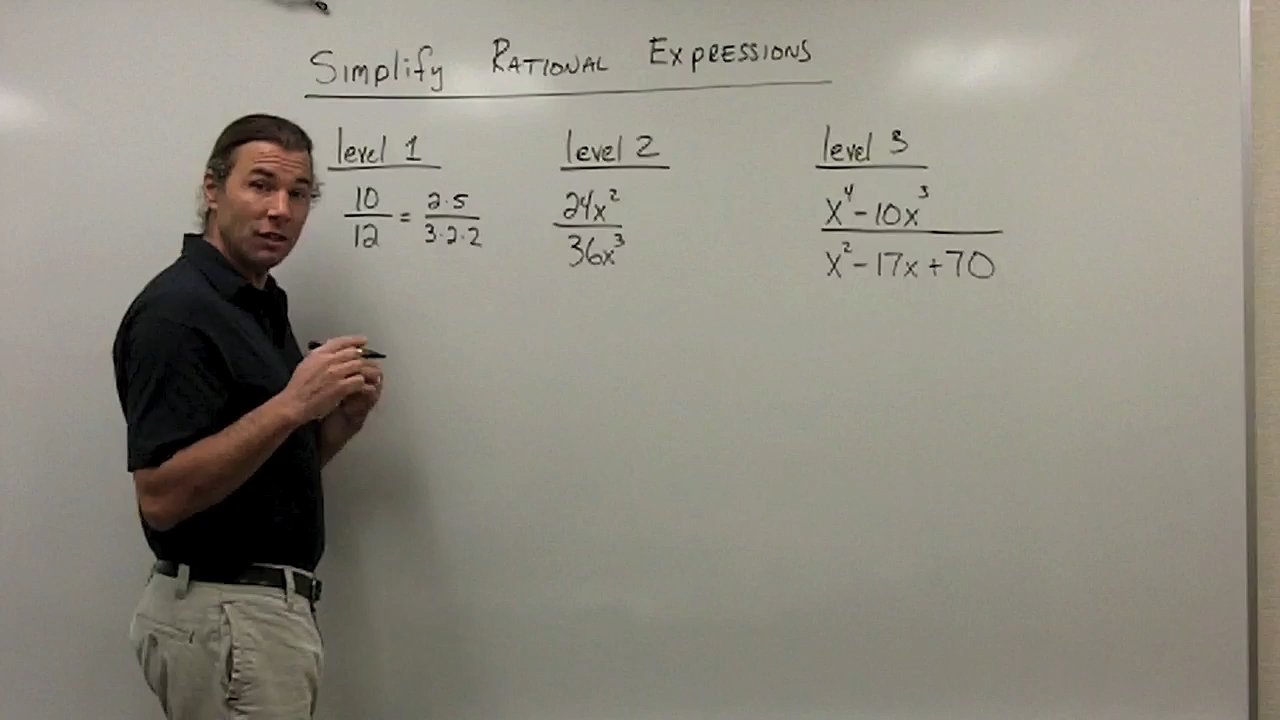 Simplify RATIONAL EXPRESSIONS
level 1
10/12 = 2·5/3·2·2
level 2
24x²/36x³
level 3
x⁴-10x³/x²-17x+70